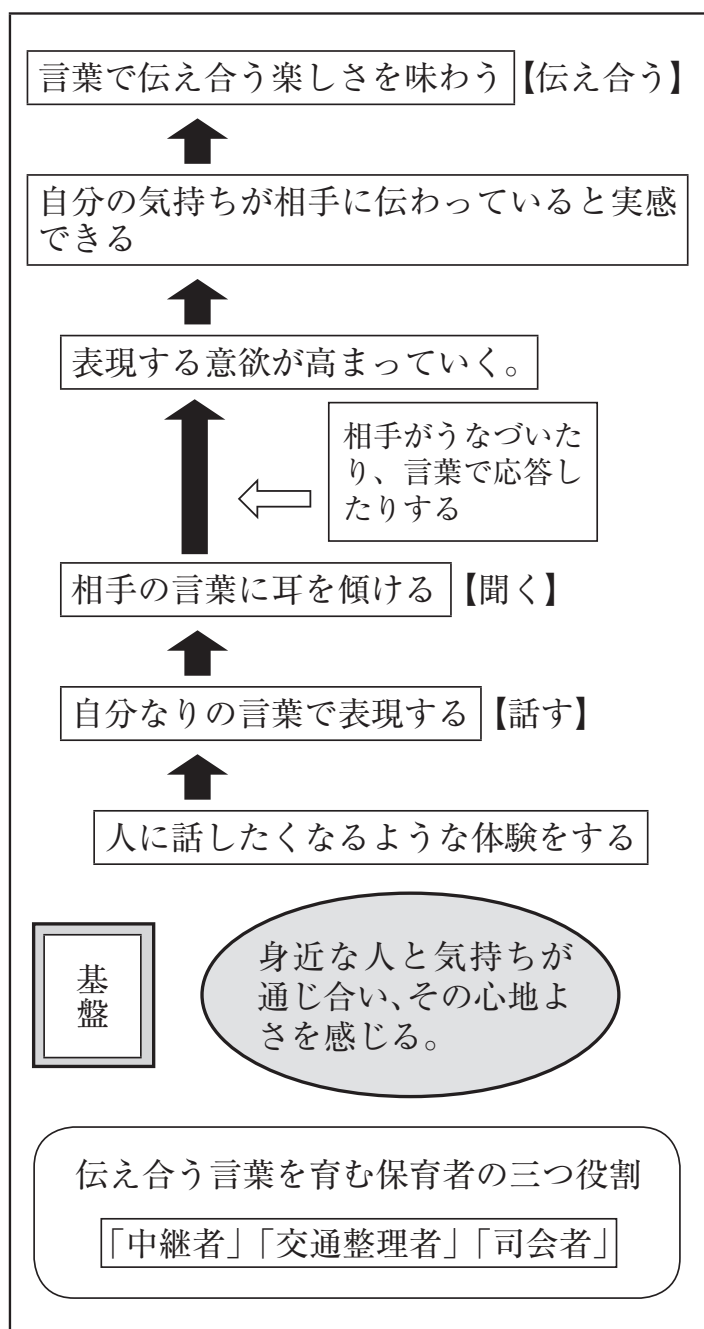 言葉で伝え合う楽しさを味わう【伝え合う】
自分の気持ちが相手に伝わっていると実感
できる
表現する意欲が高まっていく。
相手がうなづいた
り、言葉で応答し
たりする
相手の言葉に耳を傾ける【聞く】
自分なりの言葉で表現する【話す】
人に話したくなるような体験をする
基盤
身近な人と気持ちが
通じ合い、その心地よ
さを感じる。
伝え合う言葉を育む保育者の三つ役割
「中継者」「交通整理者」「司会者」